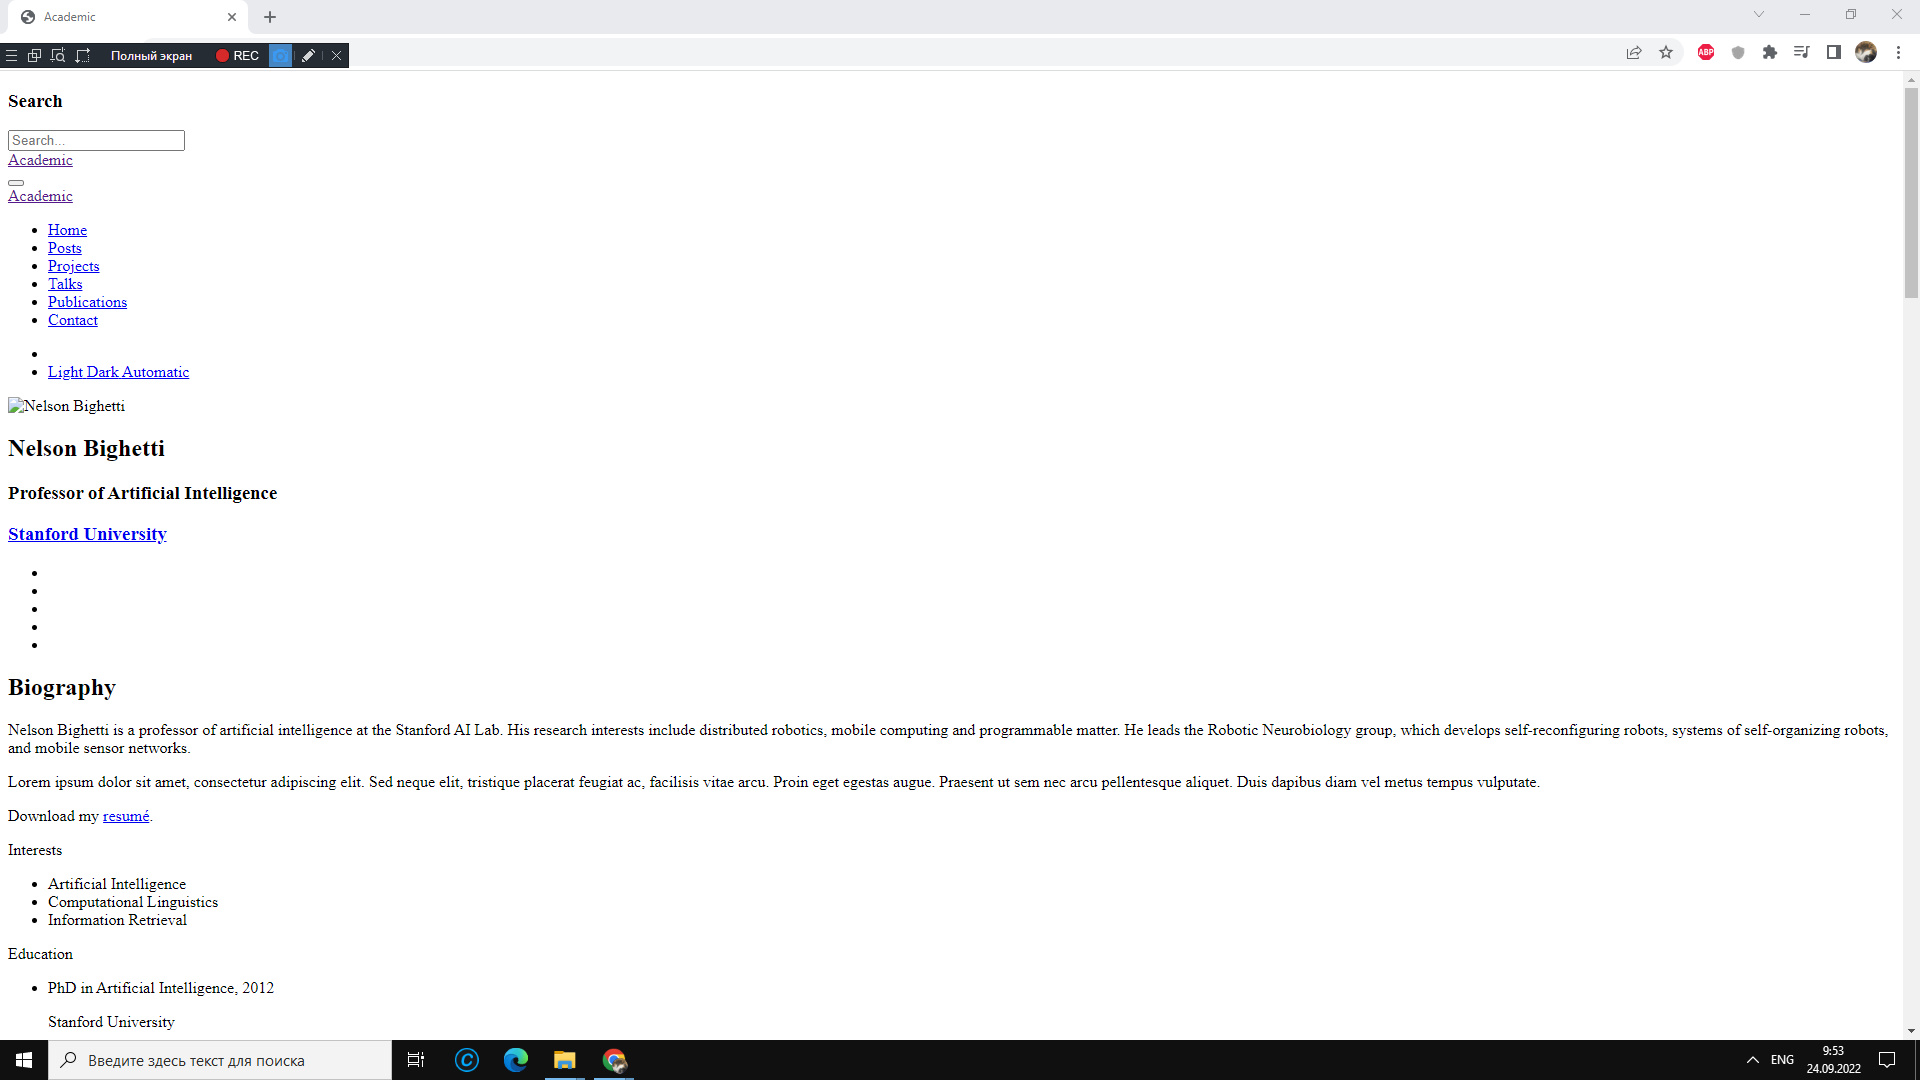 Academic
Полный экран
REC
ABP
Search
Search...
Academic
Academic
Home
Posts
Projects
Talks
Publications
Contact
Light Dark Automatic
Nelson Bighetti
Nelson Bighetti
Professor of Artificial Intelligence
Stanford University
Biography
Nelson Bighetti is a professor of artificial intelligence at the Stanford AI Lab. His research interests include distributed robotics, mobile computing and programmable matter. He leads the Robotic Neurobiology group, which develops self-reconfiguring robots, systems of self-organizing robots,
and mobile sensor networks.
Lorem ipsum dolor sit amet, consectetur adipiscing elit. Sed neque elit, tristique placerat feugiat ac, facilisis vitae arcu. Proin eget egestas augue. Praesent ut sem nec arcu pellentesque aliquet. Duis dapibus diam vel metus tempus vulputate.
Download my resumé.
Interests
Artificial Intelligence
Computational Linguistics
Information Retrieval
Education
PhD in Artificial Intelligence, 2012
Stanford University
Введите здесь текст для поиска
ENG
9:53
24.09.2022